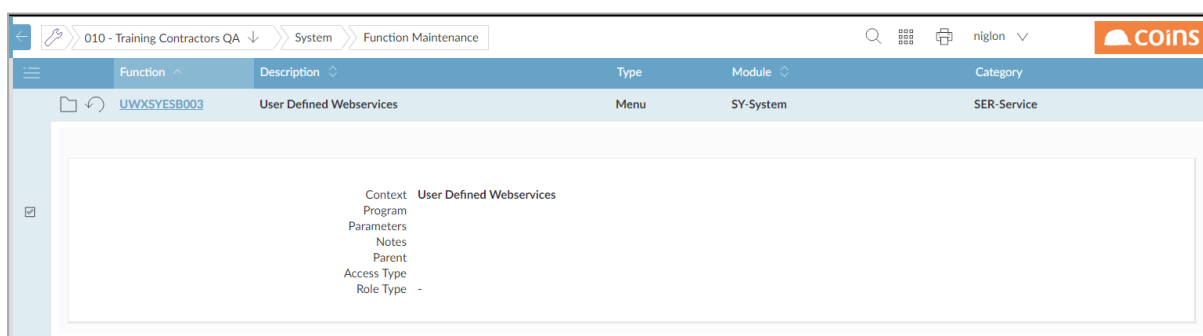 010 - Training Contractors QA System Function Maintenance niglon coins
Function Description Type Module Category
UWXSYESB003 User Defined Webservices Menu SY-System SER-Service
Context User Defined Webservices
Program
Parameters
Notes
Parent
Access Type
Role Type -